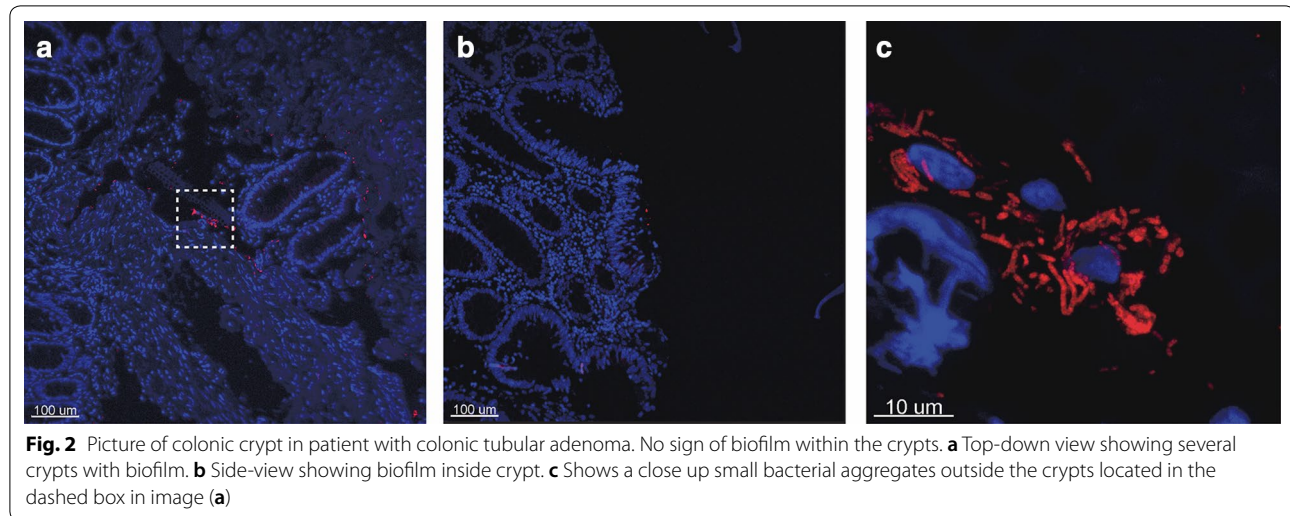 a
b
c
100 um
100 um
10 um
Fig. 2 Picture of colonic crypt in patient with colonic tubular adenoma. No sign of biofilm within the crypts. a Top-down view showing several
crypts with biofilm. b Side-view showing biofilm inside crypt. c Shows a close up small bacterial aggregates outside the crypts located in the
dashed box in image (a)